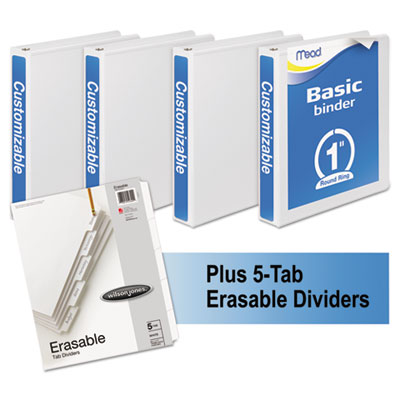 Customizable
Customizable
Customizable
Customizable
Mead
Basic
binder
1"
Round Ring
Erasable
wilson jones
5-TAB
Erasable
Tab Dividers
Plus 5-Tab
Erasable Dividers